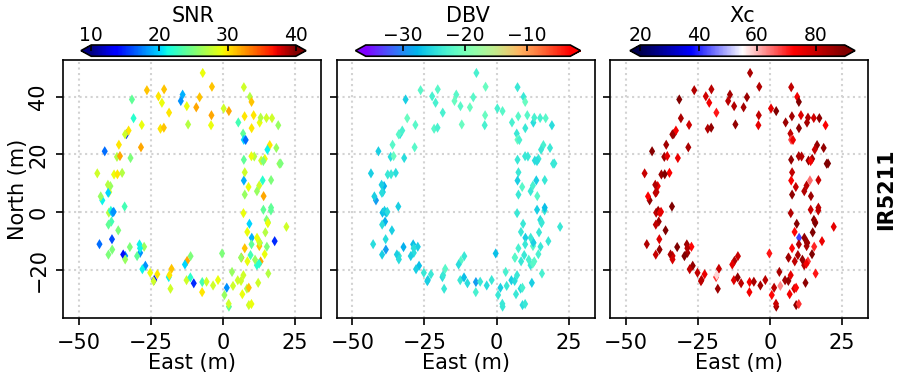 SNR DBV Xc
10 20 30 40 −30 −20 −10 20 40 60 80
40
20
0
−20
North (m)
IR5211
−50 −25 0 25 −50 −25 0 25 −50 −25 0 25
East (m) East (m) East (m)